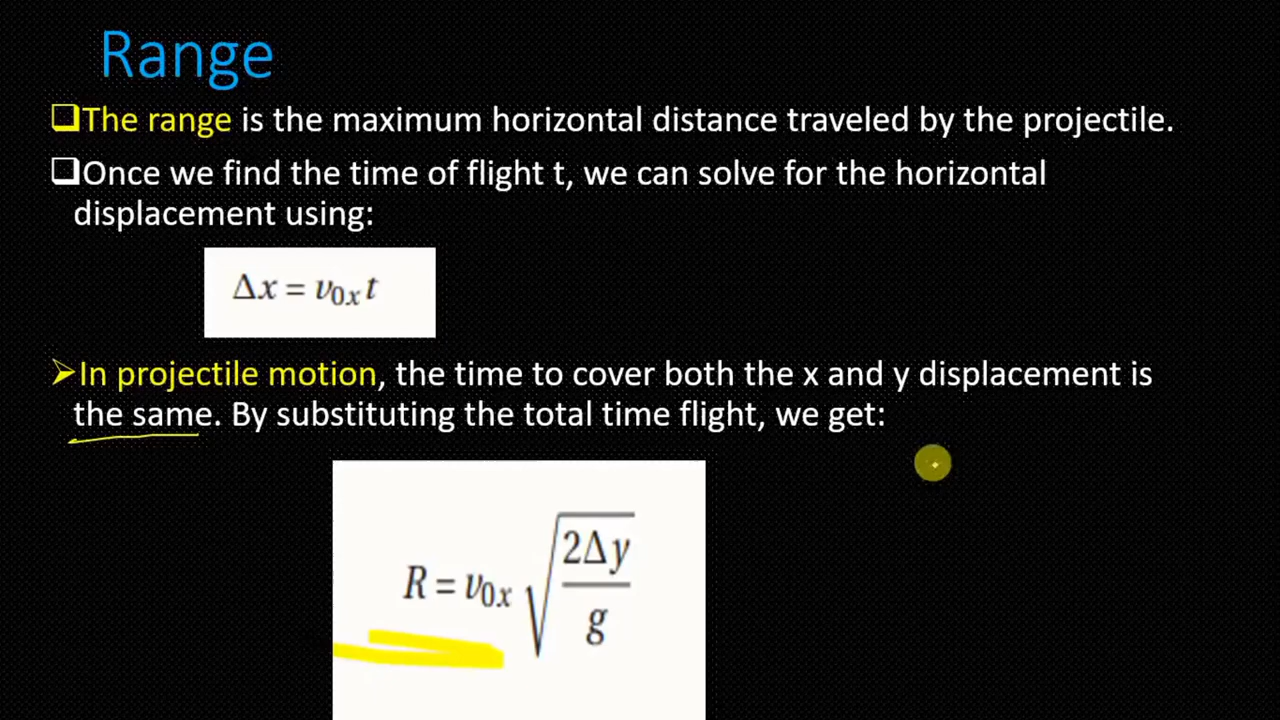 Range
The range is the maximum horizontal distance traveled by the projectile.
Once we find the time of flight t, we can solve for the horizontal
displacement using:
Δx = v₀ₓt
In projectile motion, the time to cover both the x and y displacement is
the same. By substituting the total time flight, we get:
R = v₀ₓ √(2Δy/g)